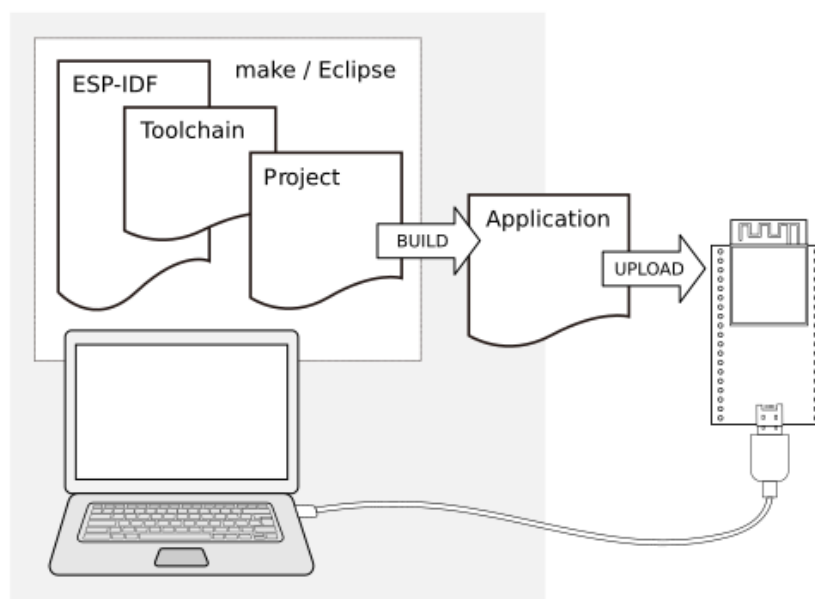 ESP-IDF
make / Eclipse
Toolchain
Project
BUILD
Application
UPLOAD